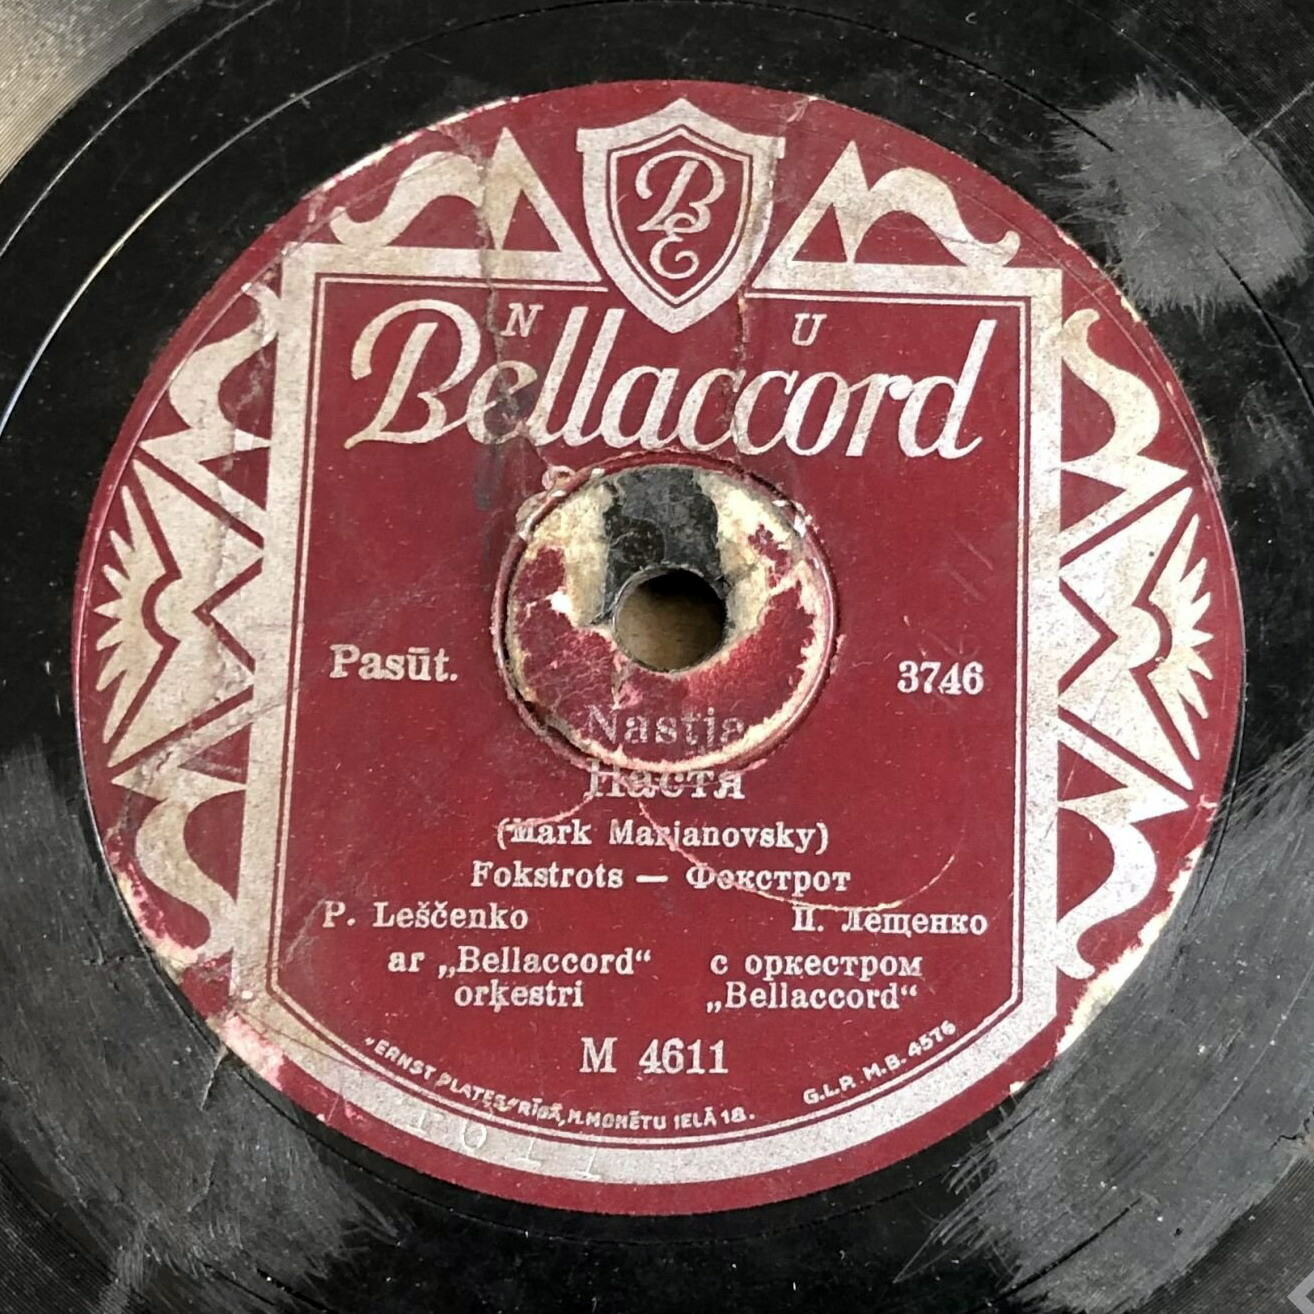 B
E
N U
Bellaccord
Pasūt. 3746
Nastja
Настя
(Mark Marjanovsky)
Fokstrots — Фокстрот
P. Leščenko П. Лещенко
ar „Bellaccord“ с оркестром
orķestri „Bellaccord“
M 4611
"ERNST PLATES" RĪGĀ, M. MONĒTU IELĀ 18. G.L.R. M.B. 4576